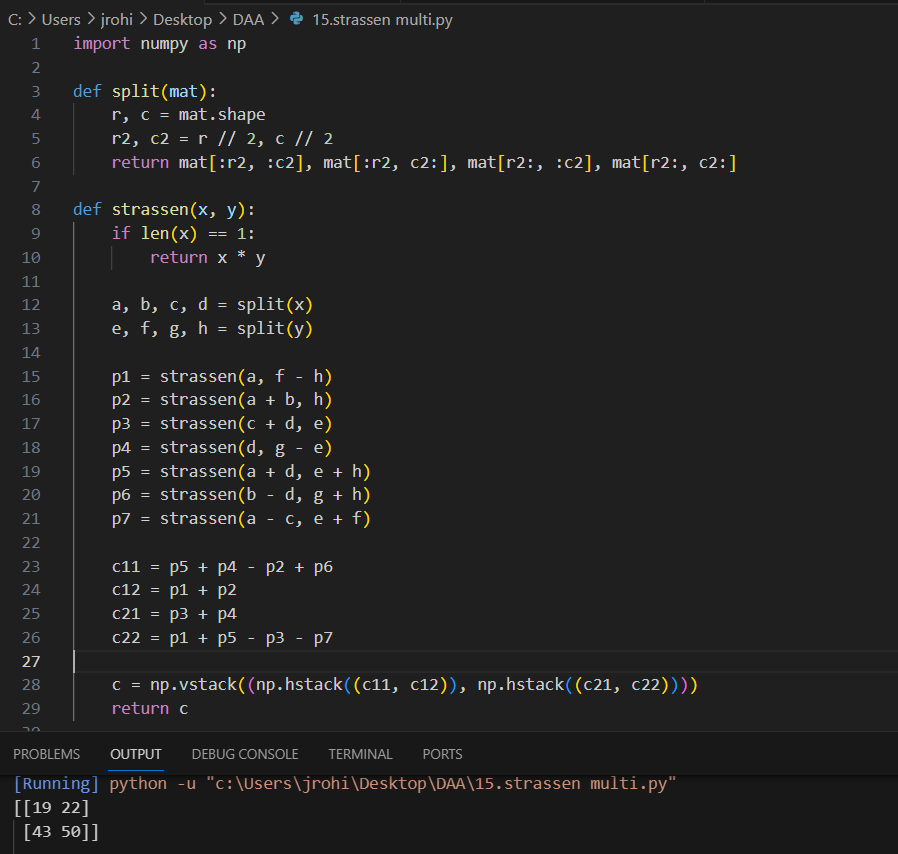 C: > Users > jrohi > Desktop > DAA > 15.strassen multi.py
1 import numpy as np
2
3 def split(mat):
4     r, c = mat.shape
5     r2, c2 = r // 2, c // 2
6     return mat[:r2, :c2], mat[:r2, c2:], mat[r2:, :c2], mat[r2:, c2:]
7
8 def strassen(x, y):
9     if len(x) == 1:
10         return x * y
11
12     a, b, c, d = split(x)
13     e, f, g, h = split(y)
14
15     p1 = strassen(a, f - h)
16     p2 = strassen(a + b, h)
17     p3 = strassen(c + d, e)
18     p4 = strassen(d, g - e)
19     p5 = strassen(a + d, e + h)
20     p6 = strassen(b - d, g + h)
21     p7 = strassen(a - c, e + f)
22
23     c11 = p5 + p4 - p2 + p6
24     c12 = p1 + p2
25     c21 = p3 + p4
26     c22 = p1 + p5 - p3 - p7
27
28     c = np.vstack((np.hstack((c11, c12)), np.hstack((c21, c22))))
29     return c
PROBLEMS OUTPUT DEBUG CONSOLE TERMINAL PORTS
[Running] python -u "c:\Users\jrohi\Desktop\DAA\15.strassen multi.py"
[[19 22]
 [43 50]]